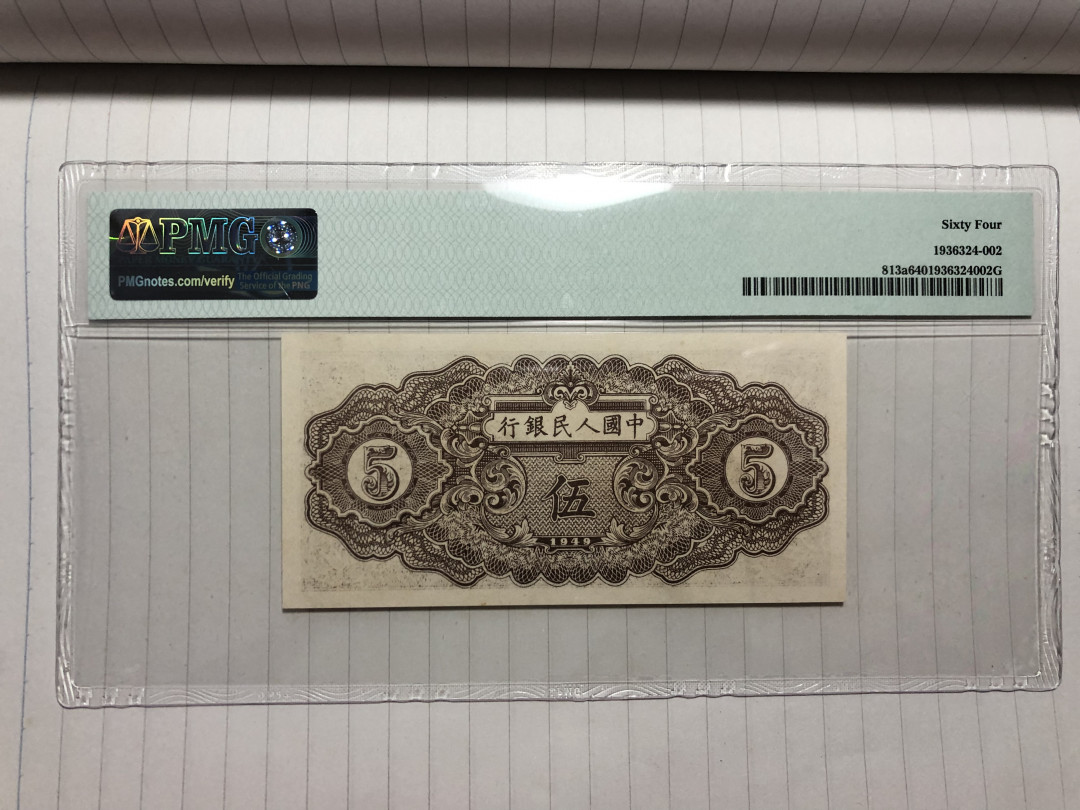 PMG
PMGnotes.com/verify
The Official Grading
Service of the PNG
Sixty Four
1936324-002
813a6401936324002G
行銀民人國中
5
伍
5
1949